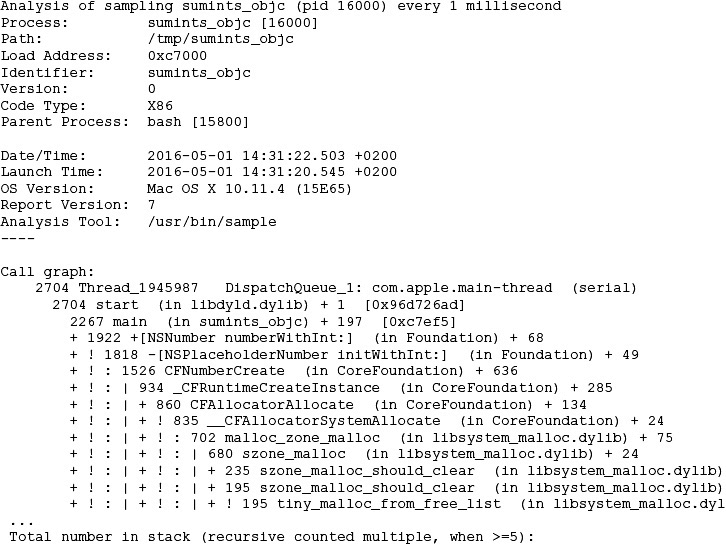 Analysis of sampling sumints_objc (pid 16000) every 1 millisecond
Process:         sumints_objc [16000]
Path:            /tmp/sumints_objc
Load Address:    0xc7000
Identifier:      sumints_objc
Version:         0
Code Type:       X86
Parent Process:  bash [15800]

Date/Time:       2016-05-01 14:31:22.503 +0200
Launch Time:     2016-05-01 14:31:20.545 +0200
OS Version:      Mac OS X 10.11.4 (15E65)
Report Version:  7
Analysis Tool:   /usr/bin/sample
----

Call graph:
    2704 Thread_1945987   DispatchQueue_1: com.apple.main-thread  (serial)
      2704 start  (in libdyld.dylib) + 1  [0x96d726ad]
        2267 main  (in sumints_objc) + 197  [0xc7ef5]
        + 1922 +[NSNumber numberWithInt:]  (in Foundation) + 68
        + ! 1818 -[NSPlaceholderNumber initWithInt:]  (in Foundation) + 49
        + ! : 1526 CFNumberCreate  (in CoreFoundation) + 636
        + ! : | 934 _CFRuntimeCreateInstance  (in CoreFoundation) + 285
        + ! : | + 860 CFAllocatorAllocate  (in CoreFoundation) + 134
        + ! : | + ! 835 __CFAllocatorSystemAllocate  (in CoreFoundation) + 24
        + ! : | + ! : 702 malloc_zone_malloc  (in libsystem_malloc.dylib) + 75
        + ! : | + ! : | 680 szone_malloc  (in libsystem_malloc.dylib) + 24
        + ! : | + ! : | + 235 szone_malloc_should_clear  (in libsystem_malloc.dylib)
        + ! : | + ! : | + 195 szone_malloc_should_clear  (in libsystem_malloc.dylib)
        + ! : | + ! : | + ! 195 tiny_malloc_from_free_list  (in libsystem_malloc.dyl
 ...
 Total number in stack (recursive counted multiple, when >=5):